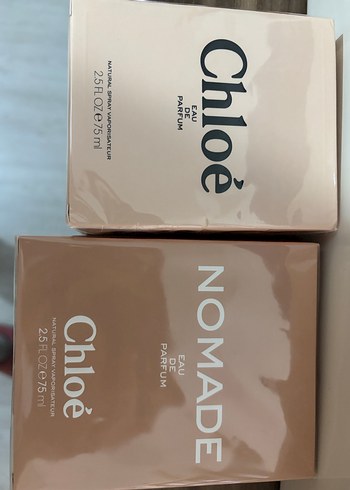 Chloé
EAU
DE
PARFUM
NATURAL SPRAY VAPORISATEUR
2.5 FL OZ e 75 ml
NOMADE
EAU
DE
PARFUM
Chloé
NATURAL SPRAY VAPORISATEUR
2.5 FL OZ e 75 ml